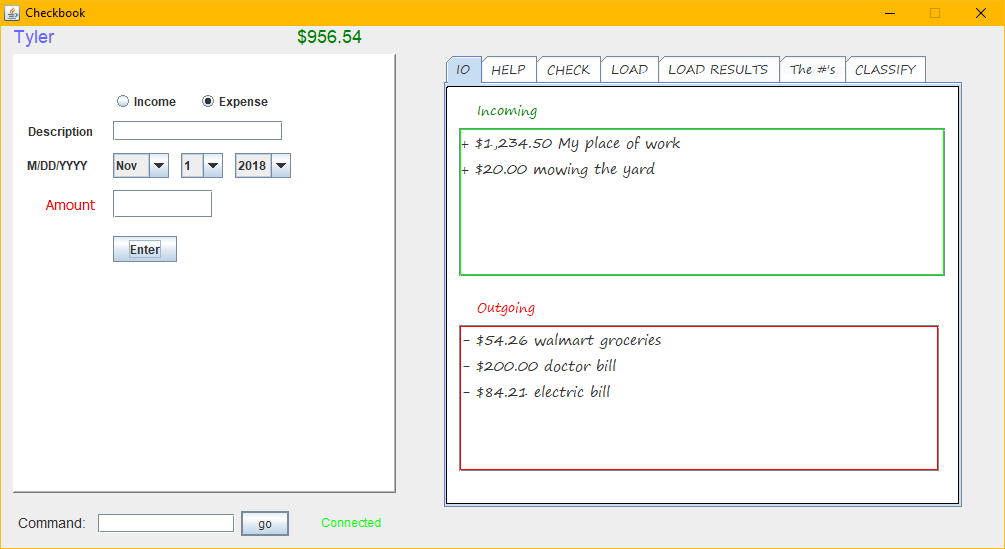 Checkbook
Tyler $956.54
Income Expense
Description
M/DD/YYYY Nov 1 2018
Amount
Enter
Command: go Connected
IO HELP CHECK LOAD LOAD RESULTS The #'s CLASSIFY
Incoming
+ $1,234.50 My place of work
+ $20.00 mowing the yard
Outgoing
- $54.26 walmart groceries
- $200.00 doctor bill
- $84.21 electric bill